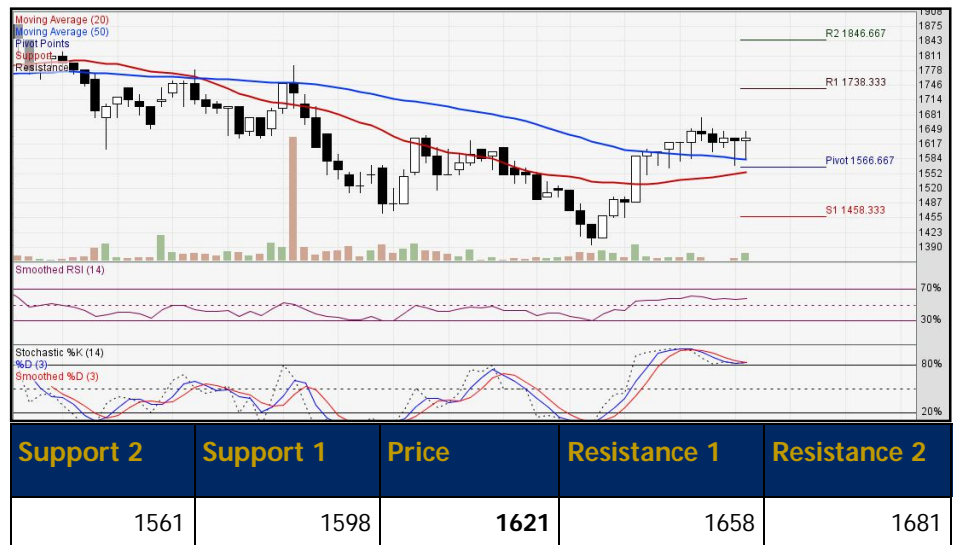 Moving Average (20)
Moving Average (50)
Pivot Points
Support
Resistance
1908
1875
1843
1811
1778
1746
1714
1681
1649
1617
1584
1552
1520
1487
1455
1423
1390
R2 1846.667
R1 1738.333
Pivot 1566.667
S1 1458.333
Smoothed RSI (14)
70%
30%
Stochastic %K (14)
%D (3)
Smoothed %D (3)
80%
20%
Support 2 Support 1 Price Resistance 1 Resistance 2
1561 1598 1621 1658 1681